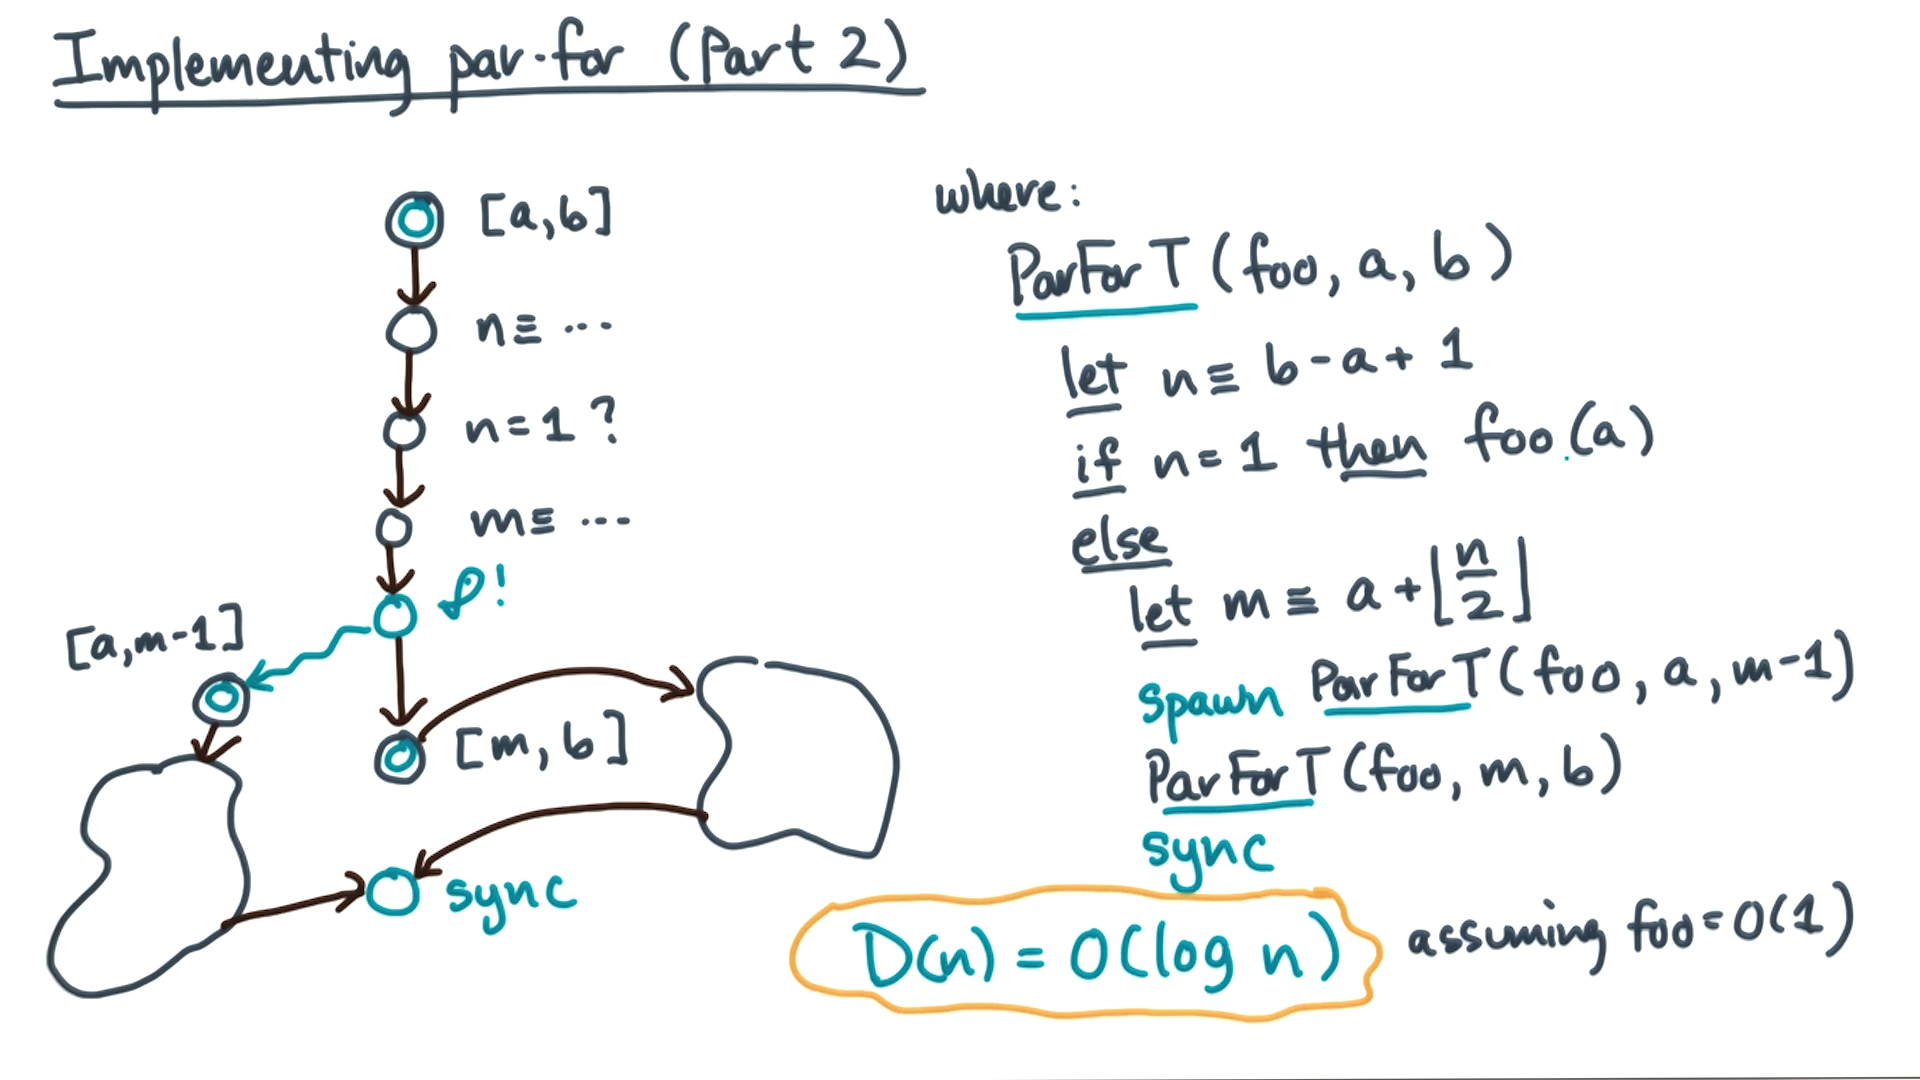 Implementing par-for (Part 2)
[a,b]
n≡ ...
n=1 ?
m≡ ...
!
[a,m-1]
[m,b]
sync
where:
ParForT (foo, a, b)
let n≡ b-a+1
if n=1 then foo(a)
else
let m ≡ a+⌊n/2⌋
spawn ParForT(foo, a, m-1)
ParForT(foo, m, b)
sync
D(n) = O(log n)
assuming foo=O(1)